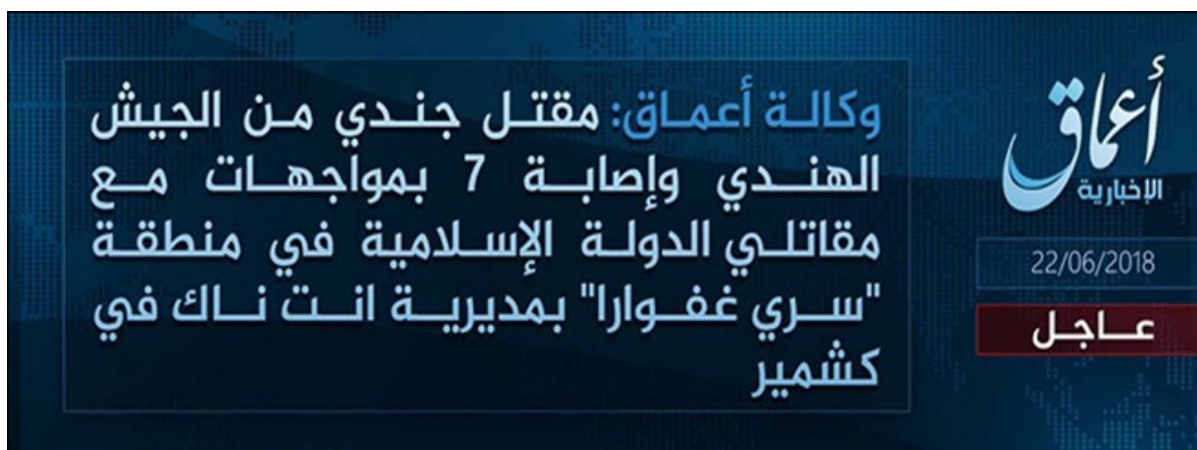 وكالة أعماق: مقتل جندي من الجيش
الهندي وإصابة 7 بمواجهات مع
مقاتلي الدولة الإسلامية في منطقة
"سري غفوارا" بمديرية انت ناك في
كشمير
أعماق
الإخبارية
22/06/2018
عاجل